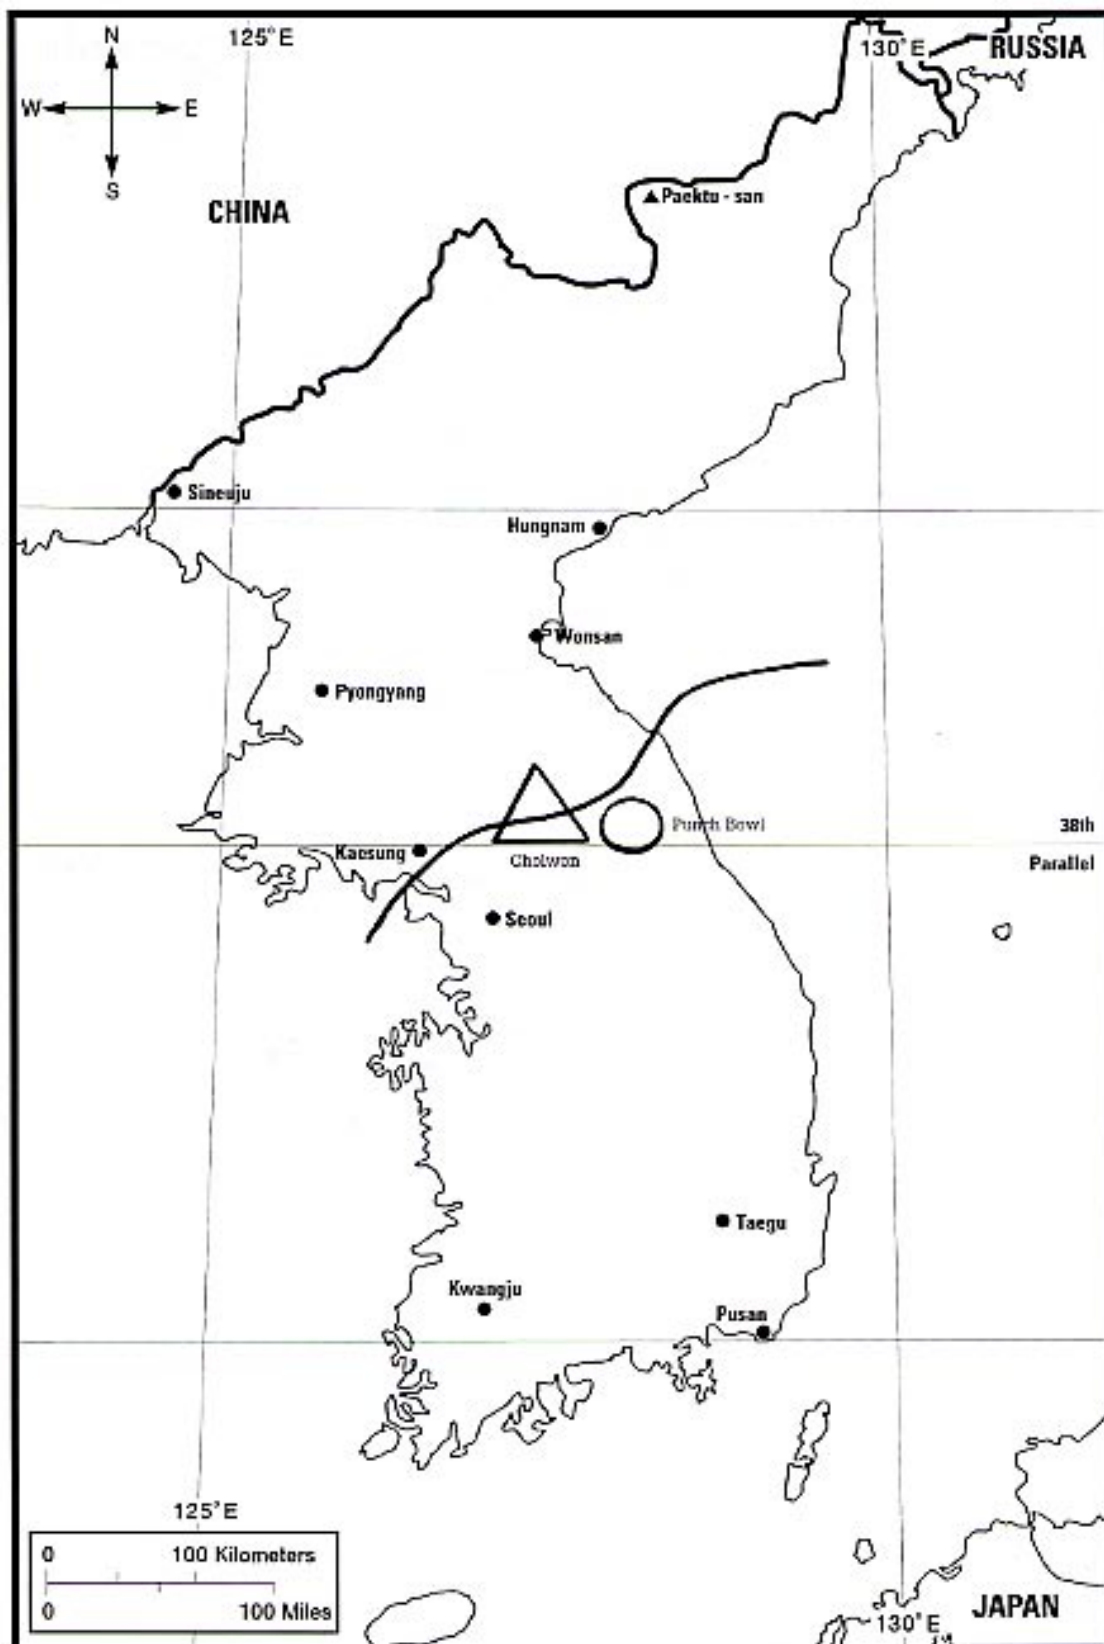 N
125°E
130°E
RUSSIA
W
E
S
CHINA
Paektu - san
Sineuju
Hungnam
Wonsan
Pyongyang
Punch Bowl
38th
Kaesung
Cholwon
Parallel
Seoul
Taegu
Kwangju
Pusan
125°E
0 100 Kilometers
0 100 Miles
JAPAN
130°E